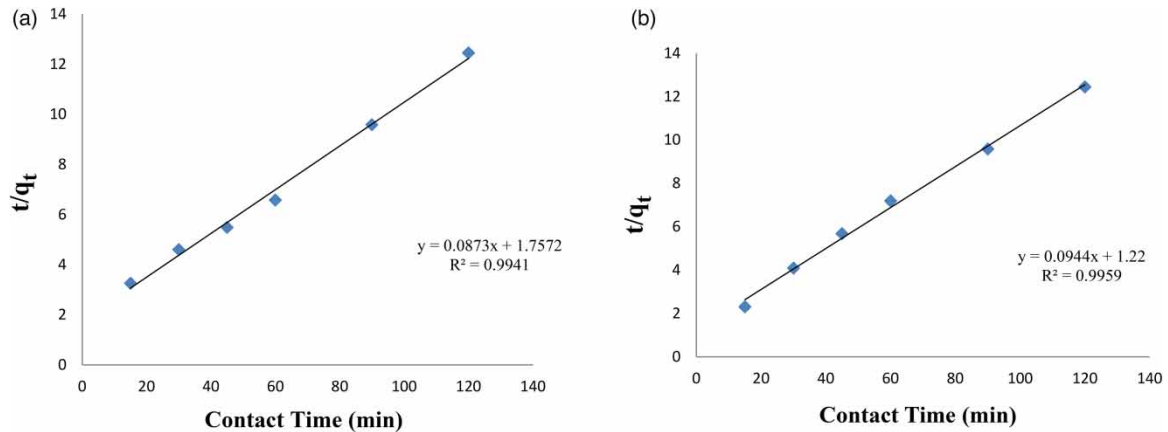 (a)
14
12
10
8
6
4
2
0
t/qt
y = 0.0873x + 1.7572
R² = 0.9941
0 20 40 60 80 100 120 140
Contact Time (min)
(b)
14
12
10
8
6
4
2
0
t/qt
y = 0.0944x + 1.22
R² = 0.9959
0 20 40 60 80 100 120 140
Contact Time (min)